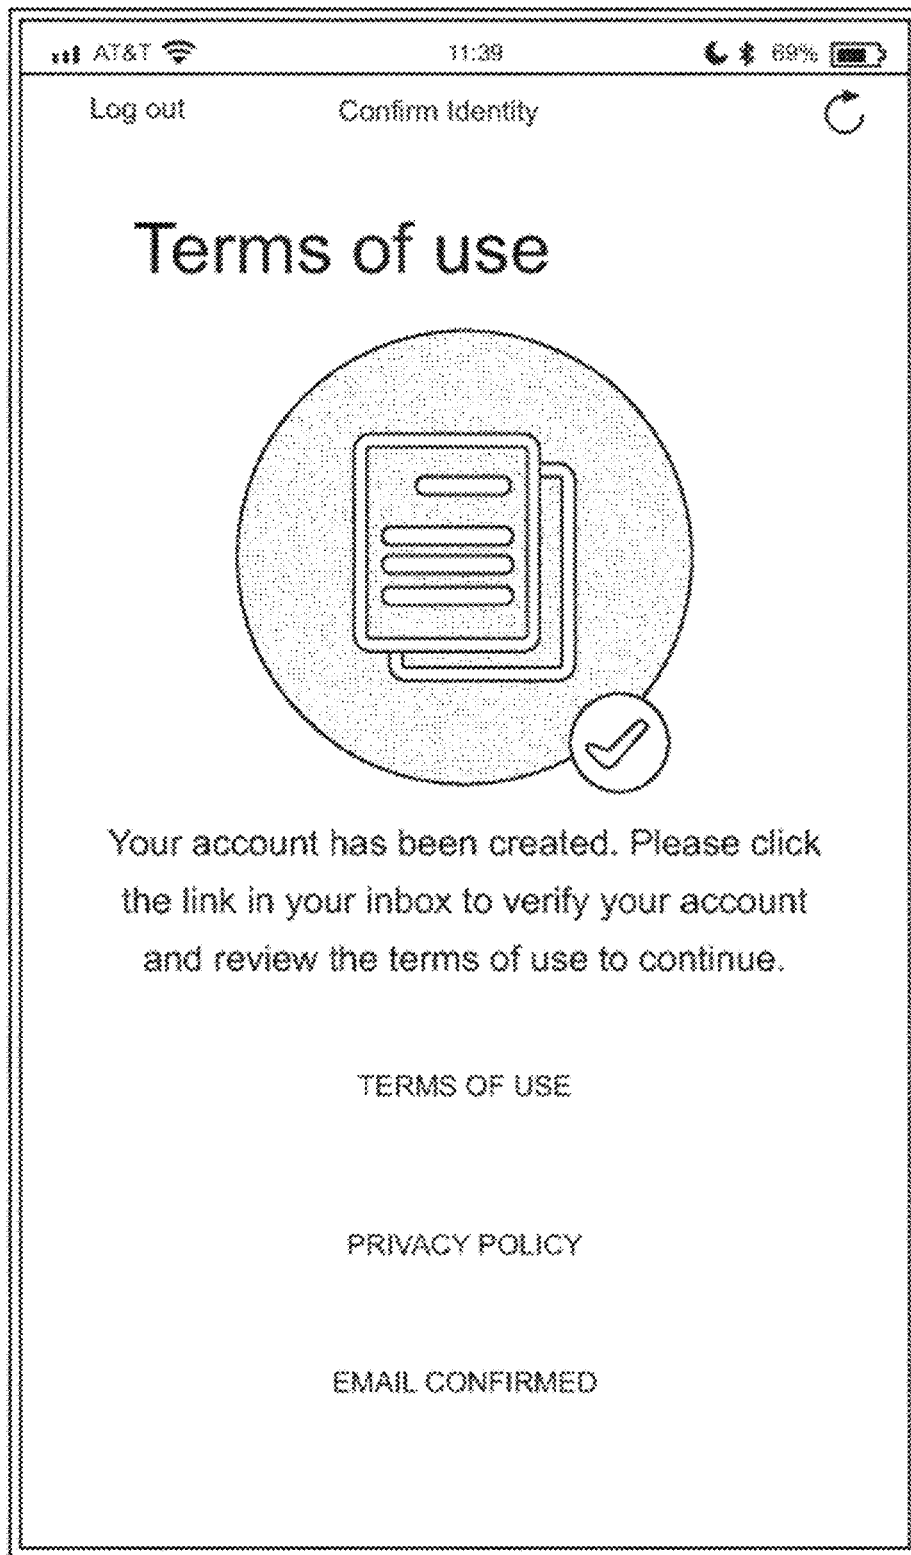 AT&T 11:39 69%
Log out Confirm Identity
Terms of use
Your account has been created. Please click
the link in your inbox to verify your account
and review the terms of use to continue.
TERMS OF USE
PRIVACY POLICY
EMAIL CONFIRMED